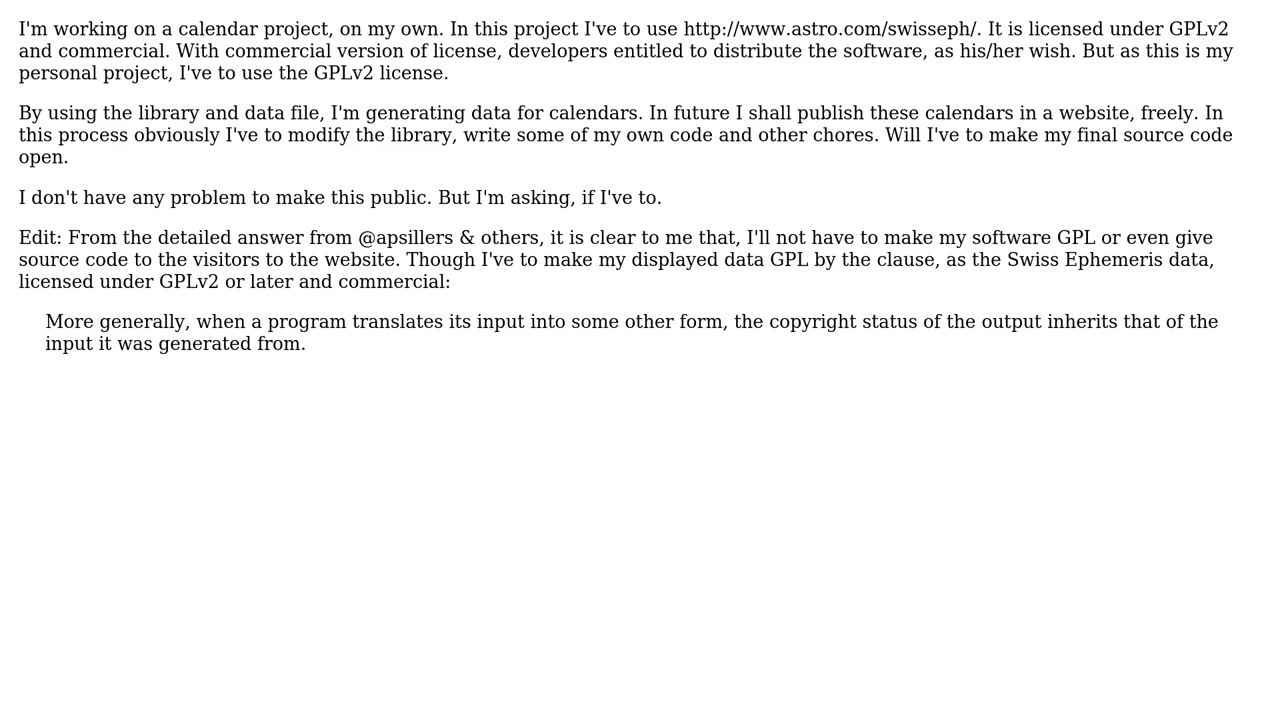 I'm working on a calendar project, on my own. In this project I've to use http://www.astro.com/swisseph/. It is licensed under GPLv2
and commercial. With commercial version of license, developers entitled to distribute the software, as his/her wish. But as this is my
personal project, I've to use the GPLv2 license.
By using the library and data file, I'm generating data for calendars. In future I shall publish these calendars in a website, freely. In
this process obviously I've to modify the library, write some of my own code and other chores. Will I've to make my final source code
open.
I don't have any problem to make this public. But I'm asking, if I've to.
Edit: From the detailed answer from @apsillers & others, it is clear to me that, I'll not have to make my software GPL or even give
source code to the visitors to the website. Though I've to make my displayed data GPL by the clause, as the Swiss Ephemeris data,
licensed under GPLv2 or later and commercial:
More generally, when a program translates its input into some other form, the copyright status of the output inherits that of the
input it was generated from.